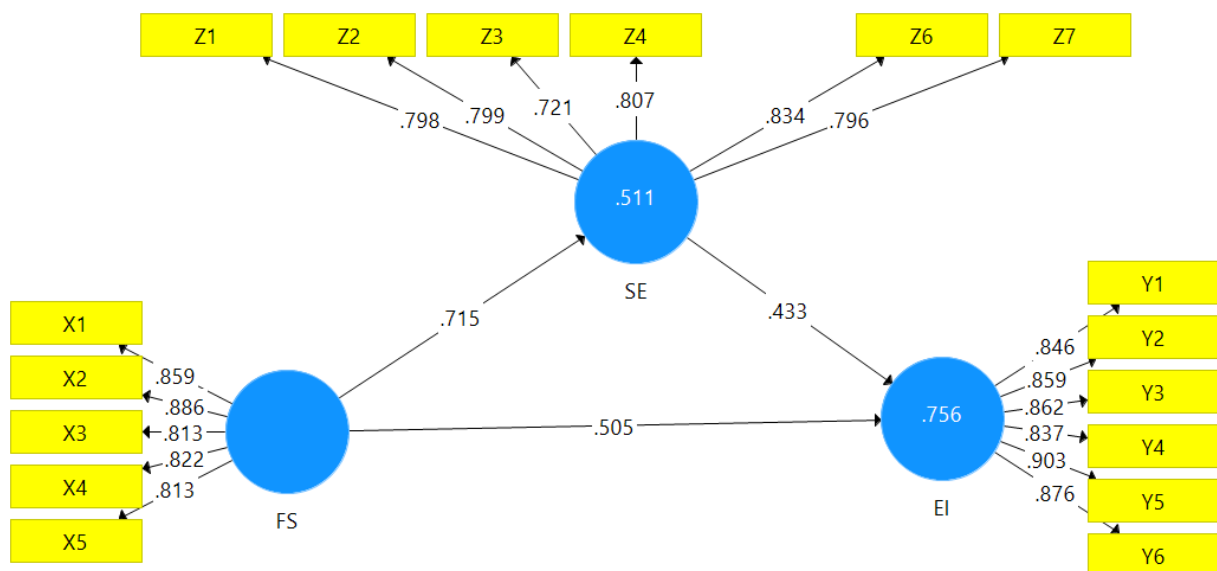 Z1 Z2 Z3 Z4 Z6 Z7
.798 .799 .721 .807 .834 .796
.511
SE
.715 .433
X1
X2
X3
X4
X5
.859
.886
.813
.822
.813
FS
.505
.756
EI
.846
.859
.862
.837
.903
.876
Y1
Y2
Y3
Y4
Y5
Y6